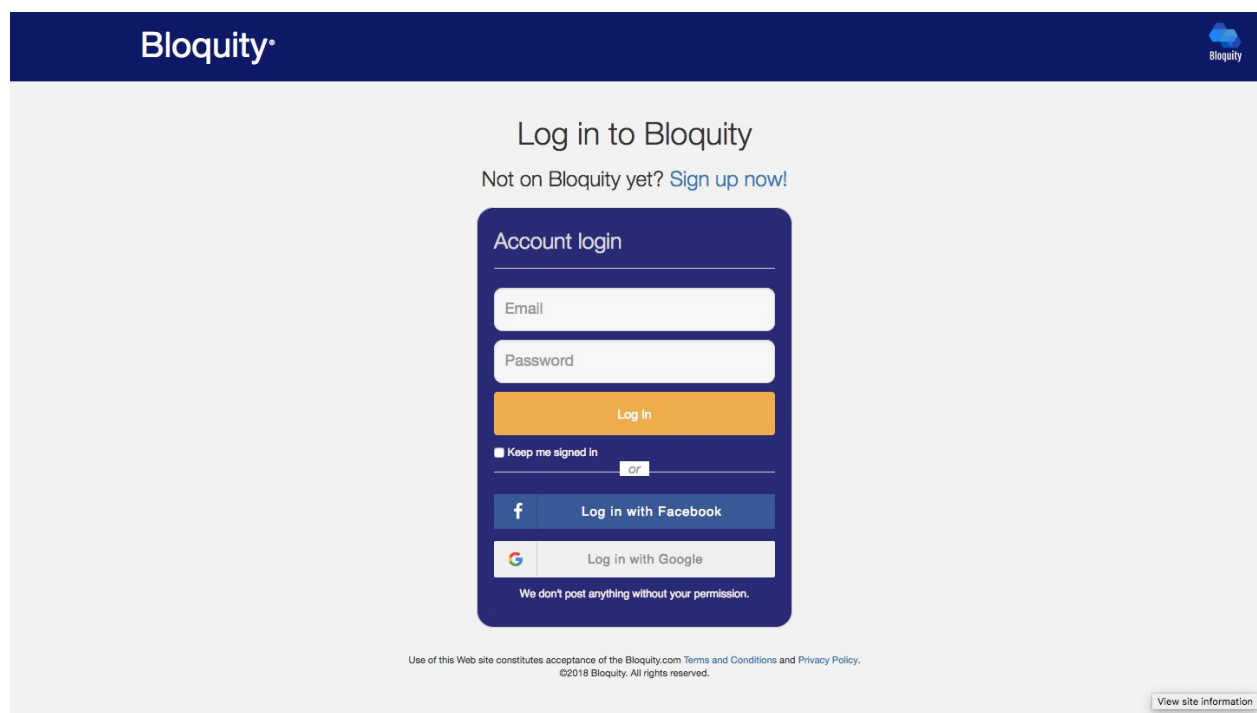 Bloquity
Bloquity
Log in to Bloquity
Not on Bloquity yet? Sign up now!
Account login
Email
Password
Log in
Keep me signed in
or
f Log in with Facebook
G Log in with Google
We don't post anything without your permission.
Use of this Web site constitutes acceptance of the Bloquity.com Terms and Conditions and Privacy Policy.
©2018 Bloquity. All rights reserved.
View site information